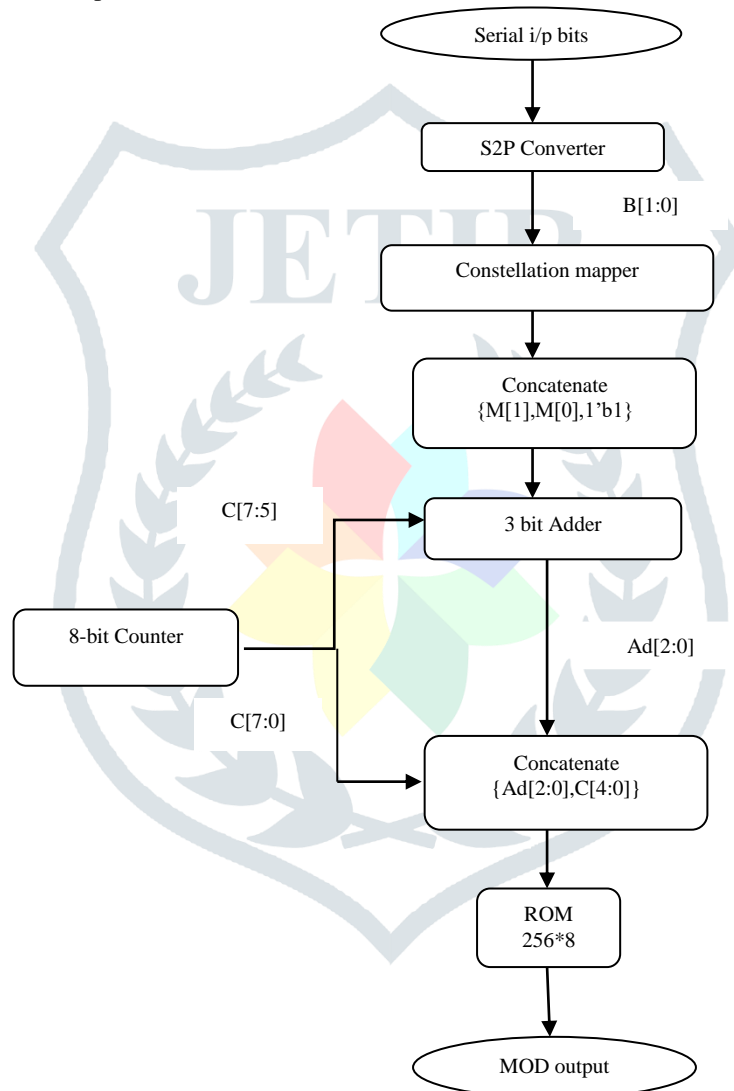 Serial i/p bits
S2P Converter
B[1:0]
JETIR
Constellation mapper
Concatenate
{M[1],M[0],1’b1}
C[7:5]
3 bit Adder
8-bit Counter
Ad[2:0]
C[7:0]
Concatenate
{Ad[2:0],C[4:0]}
ROM
256*8
MOD output